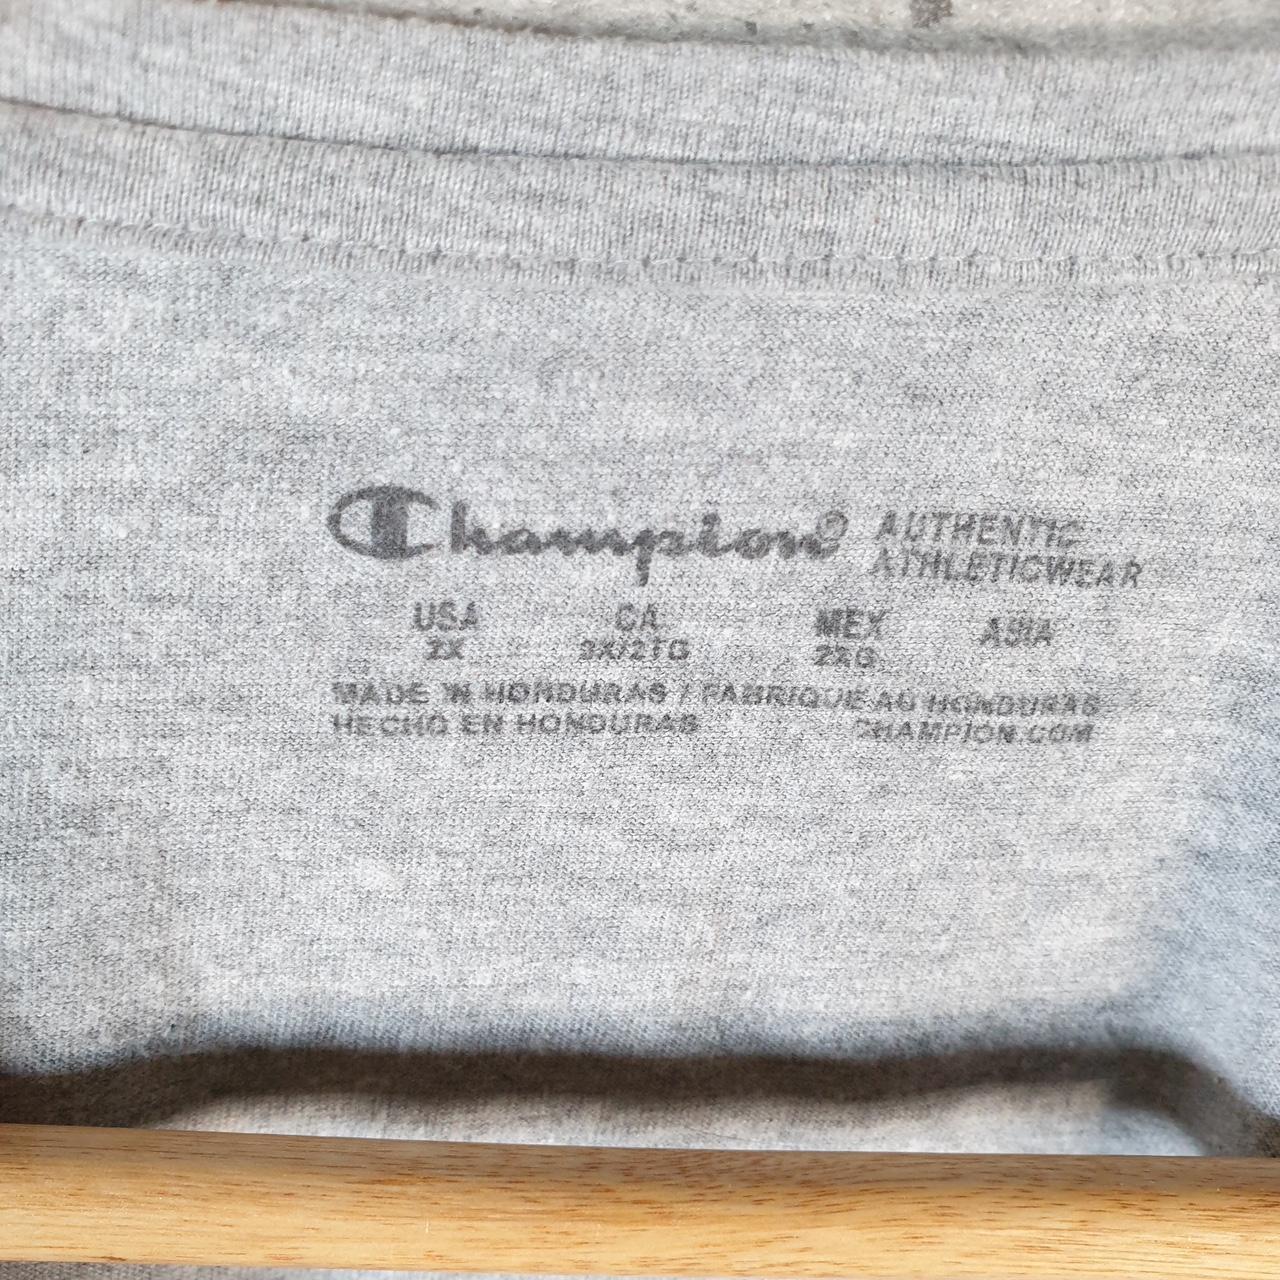 Champion® AUTHENTIC
ATHLETICWEAR
USA CA MEX ASIA
2X 2X/2TG 2XG
MADE IN HONDURAS / FABRIQUE AU HONDURAS
HECHO EN HONDURAS CHAMPION.COM